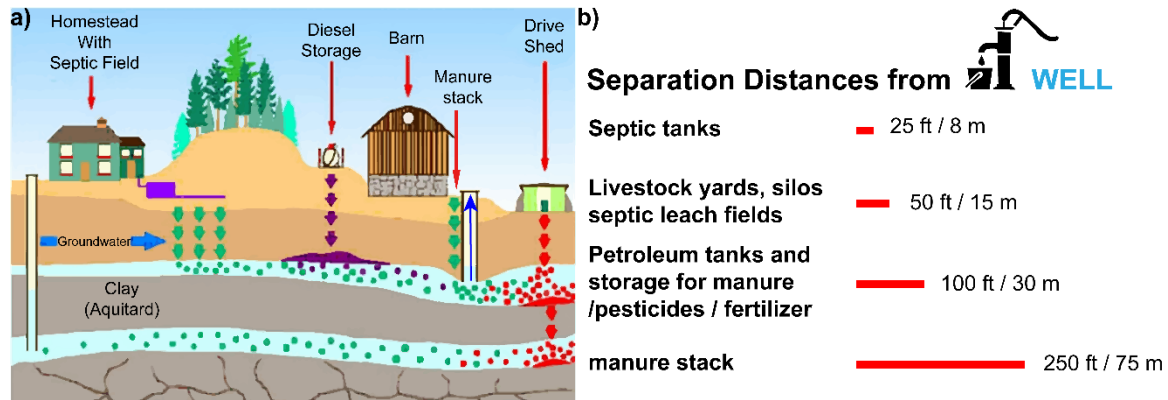 a)
Homestead
With
Septic Field
Diesel
Storage
Barn
Manure
stack
Drive
Shed
Groundwater
Clay
(Aquitard)
b)
Separation Distances from WELL
Septic tanks 25 ft / 8 m
Livestock yards, silos
septic leach fields 50 ft / 15 m
Petroleum tanks and
storage for manure
/pesticides / fertilizer 100 ft / 30 m
manure stack 250 ft / 75 m